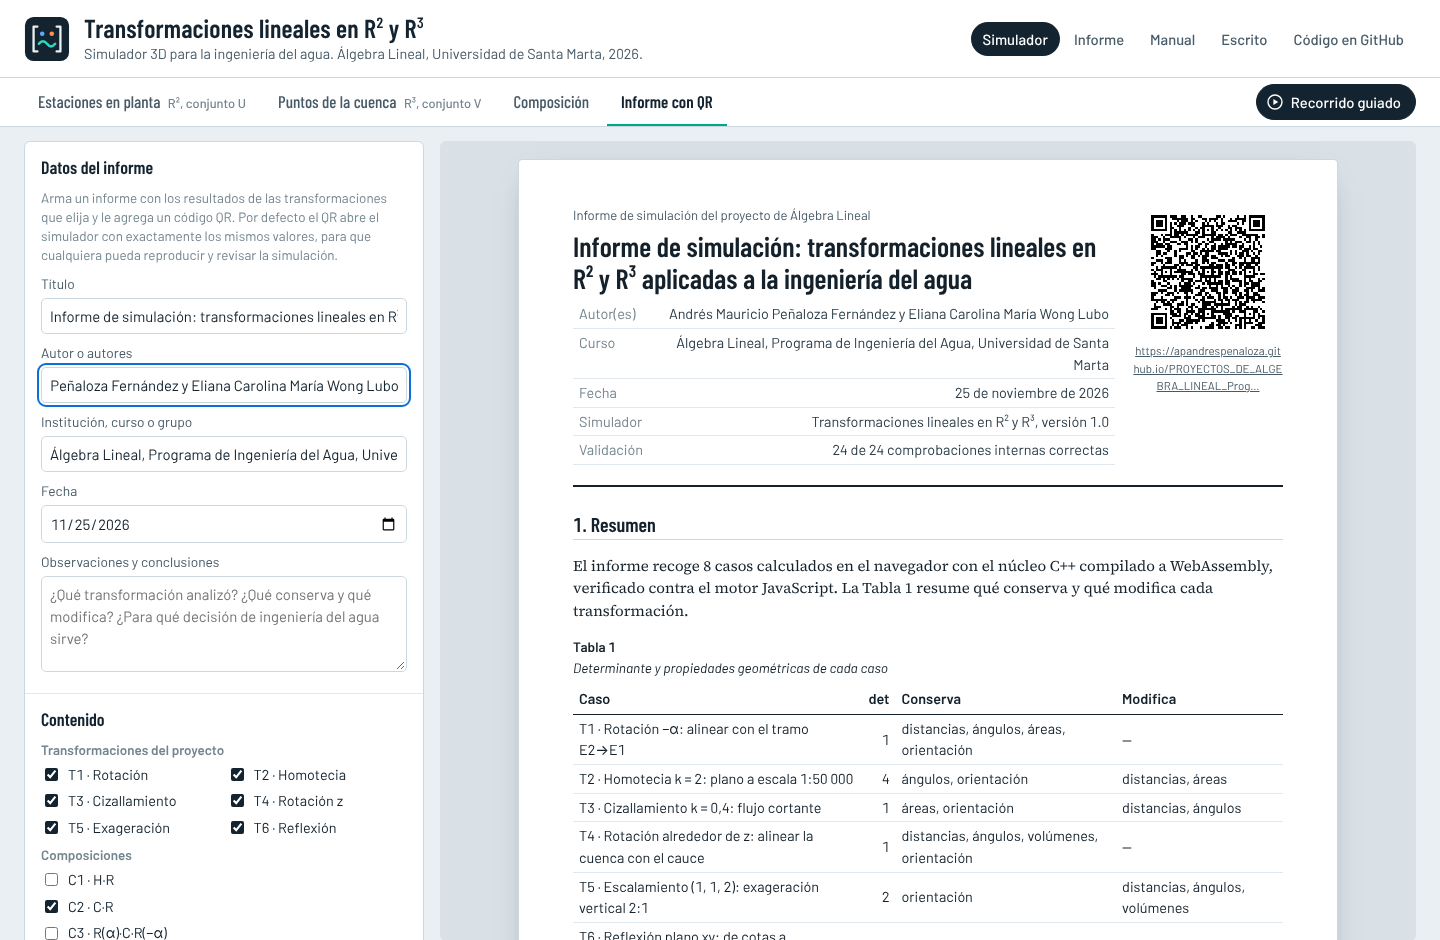 Transformaciones lineales en R² y R³
Simulador 3D para la ingeniería del agua. Álgebra Lineal, Universidad de Santa Marta, 2026.
Simulador
Informe
Manual
Escrito
Código en GitHub
Estaciones en planta R², conjunto U
Puntos de la cuenca R³, conjunto V
Composición
Informe con QR
Recorrido guiado
Datos del informe
Arma un informe con los resultados de las transformaciones
que elija y le agrega un código QR. Por defecto el QR abre el
simulador con exactamente los mismos valores, para que
cualquiera pueda reproducir y revisar la simulación.
Título
Informe de simulación: transformaciones lineales en R
Autor o autores
Peñaloza Fernández y Eliana Carolina María Wong Lubo
Institución, curso o grupo
Álgebra Lineal, Programa de Ingeniería del Agua, Unive
Fecha
11/25/2026
Observaciones y conclusiones
¿Qué transformación analizó? ¿Qué conserva y qué
modifica? ¿Para qué decisión de ingeniería del agua
sirve?
Contenido
Transformaciones del proyecto
T1 · Rotación
T2 · Homotecia
T3 · Cizallamiento
T4 · Rotación z
T5 · Exageración
T6 · Reflexión
Composiciones
C1 · H·R
C2 · C·R
C3 · R(α)·C·R(−α)
Informe de simulación del proyecto de Álgebra Lineal
Informe de simulación: transformaciones lineales en
R² y R³ aplicadas a la ingeniería del agua
Autor(es) Andrés Mauricio Peñaloza Fernández y Eliana Carolina María Wong Lubo
Curso Álgebra Lineal, Programa de Ingeniería del Agua, Universidad de Santa
Marta
Fecha 25 de noviembre de 2026
Simulador Transformaciones lineales en R² y R³, versión 1.0
Validación 24 de 24 comprobaciones internas correctas
https://apandrespenaloza.git
hub.io/PROYECTOS_DE_ALGE
BRA_LINEAL_Prog...
1. Resumen
El informe recoge 8 casos calculados en el navegador con el núcleo C++ compilado a WebAssembly,
verificado contra el motor JavaScript. La Tabla 1 resume qué conserva y qué modifica cada
transformación.
Tabla 1
Determinante y propiedades geométricas de cada caso
Caso det Conserva Modifica
T1 · Rotación −α: alinear con el tramo
E2→E1
1
distancias, ángulos, áreas,
orientación
—
T2 · Homotecia k = 2: plano a escala 1:50 000 4 ángulos, orientación distancias, áreas
T3 · Cizallamiento k = 0,4: flujo cortante 1 áreas, orientación distancias, ángulos
T4 · Rotación alrededor de z: alinear la
cuenca con el cauce
1
distancias, ángulos, volúmenes,
orientación
—
T5 · Escalamiento (1, 1, 2): exageración
vertical 2:1
2
orientación
distancias, ángulos,
volúmenes
T6 · Reflexión plano xy: de cotas a